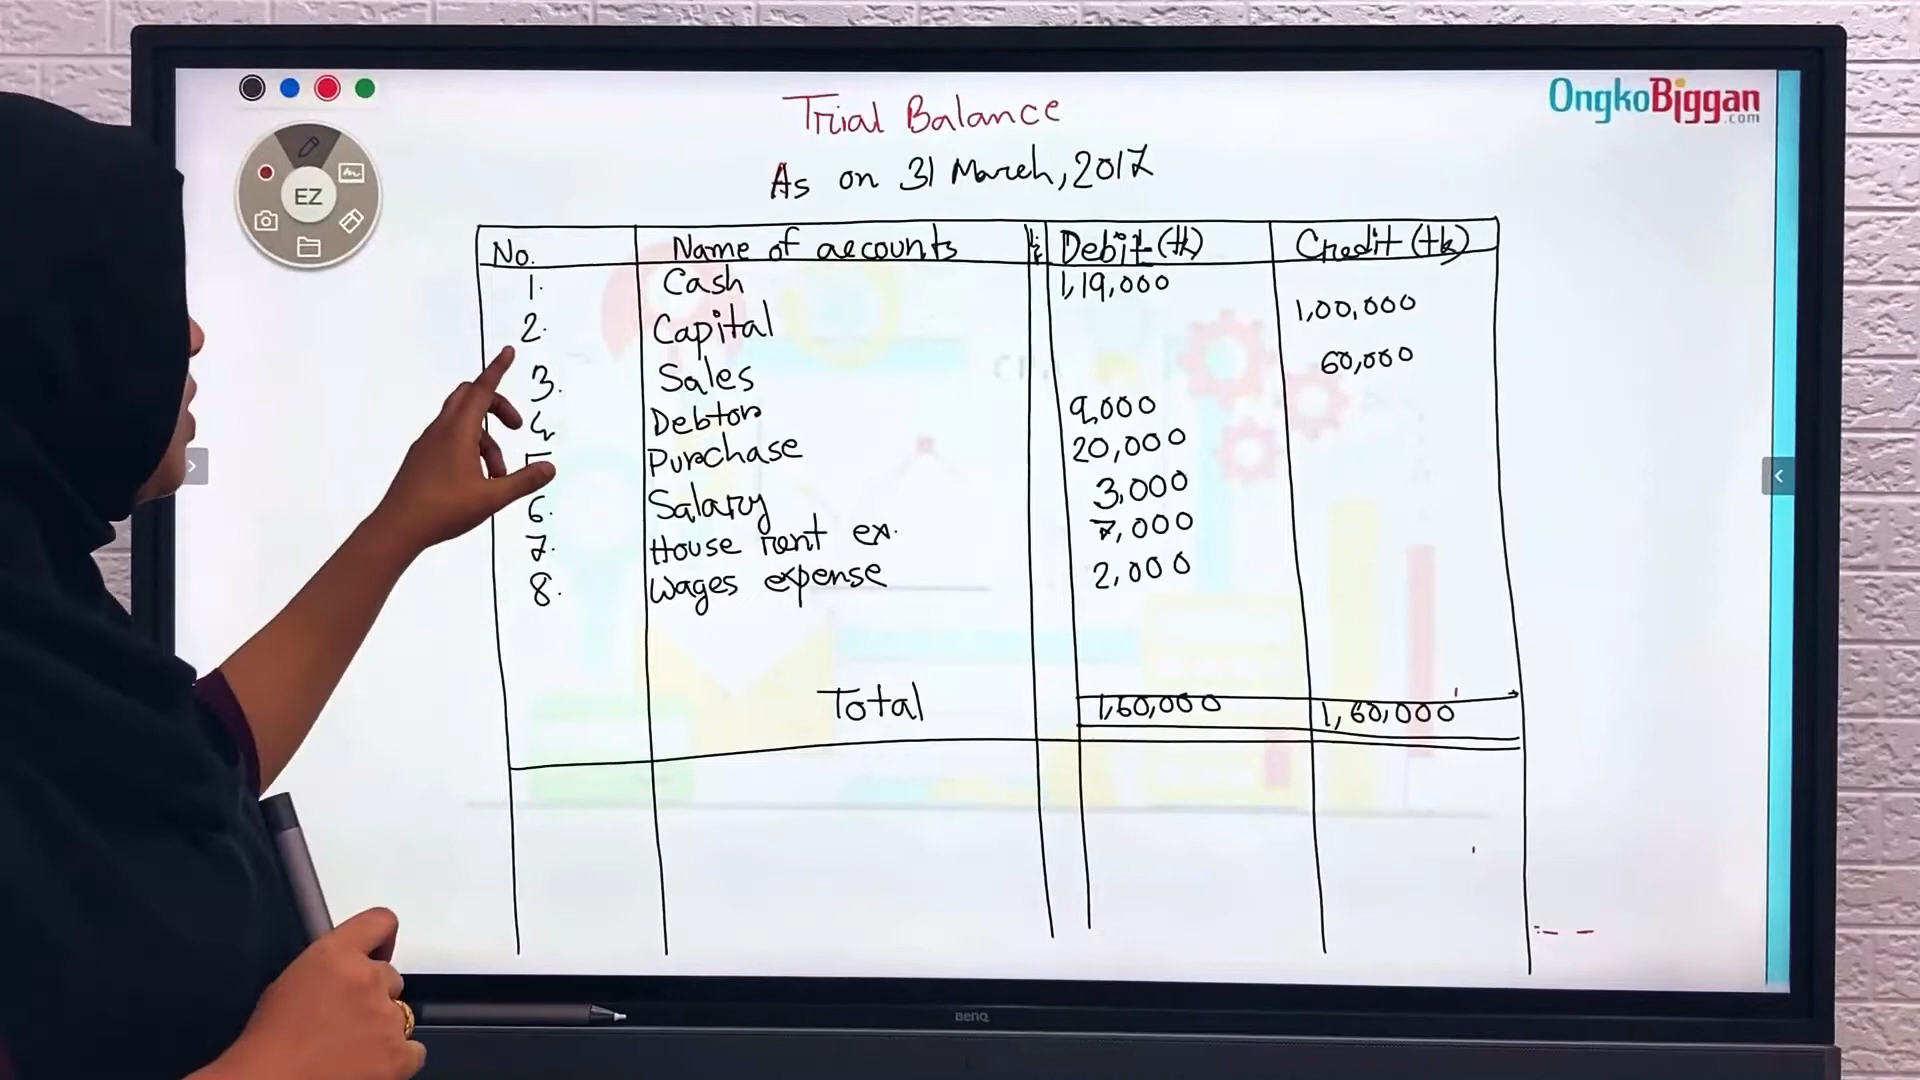 OngkoBiggan
.com
EZ
Trial Balance
As on 31 March, 2017
No. Name of accounts Debit (tk) Credit (tk)
1. Cash 1,19,000
2. Capital 1,00,000
3. Sales 60,000
4 Debtor 9,000
5 Purchase 20,000
6. Salary 3,000
7. House rent ex. 7,000
8. Wages expense 2,000
Total 1,60,000 1,60,000
BenQ